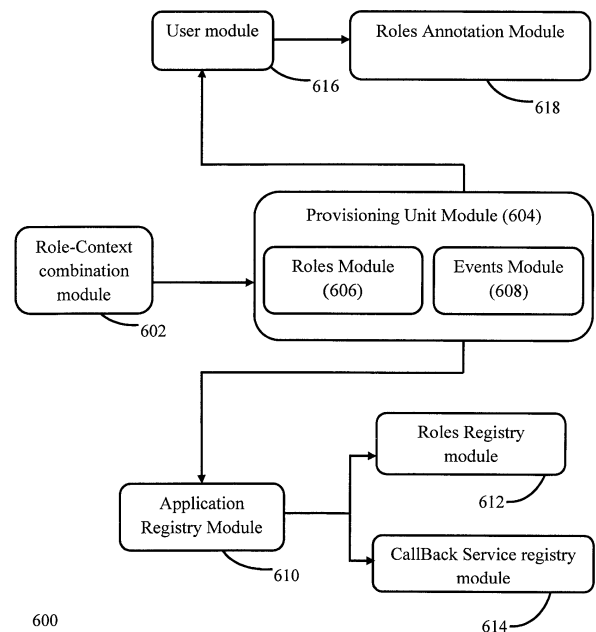 User module
Roles Annotation Module
616
618
Provisioning Unit Module (604)
Role-Context
combination
module
Roles Module
(606)
Events Module
(608)
602
Roles Registry
module
612
Application
Registry Module
CallBack Service registry
module
610
600
614